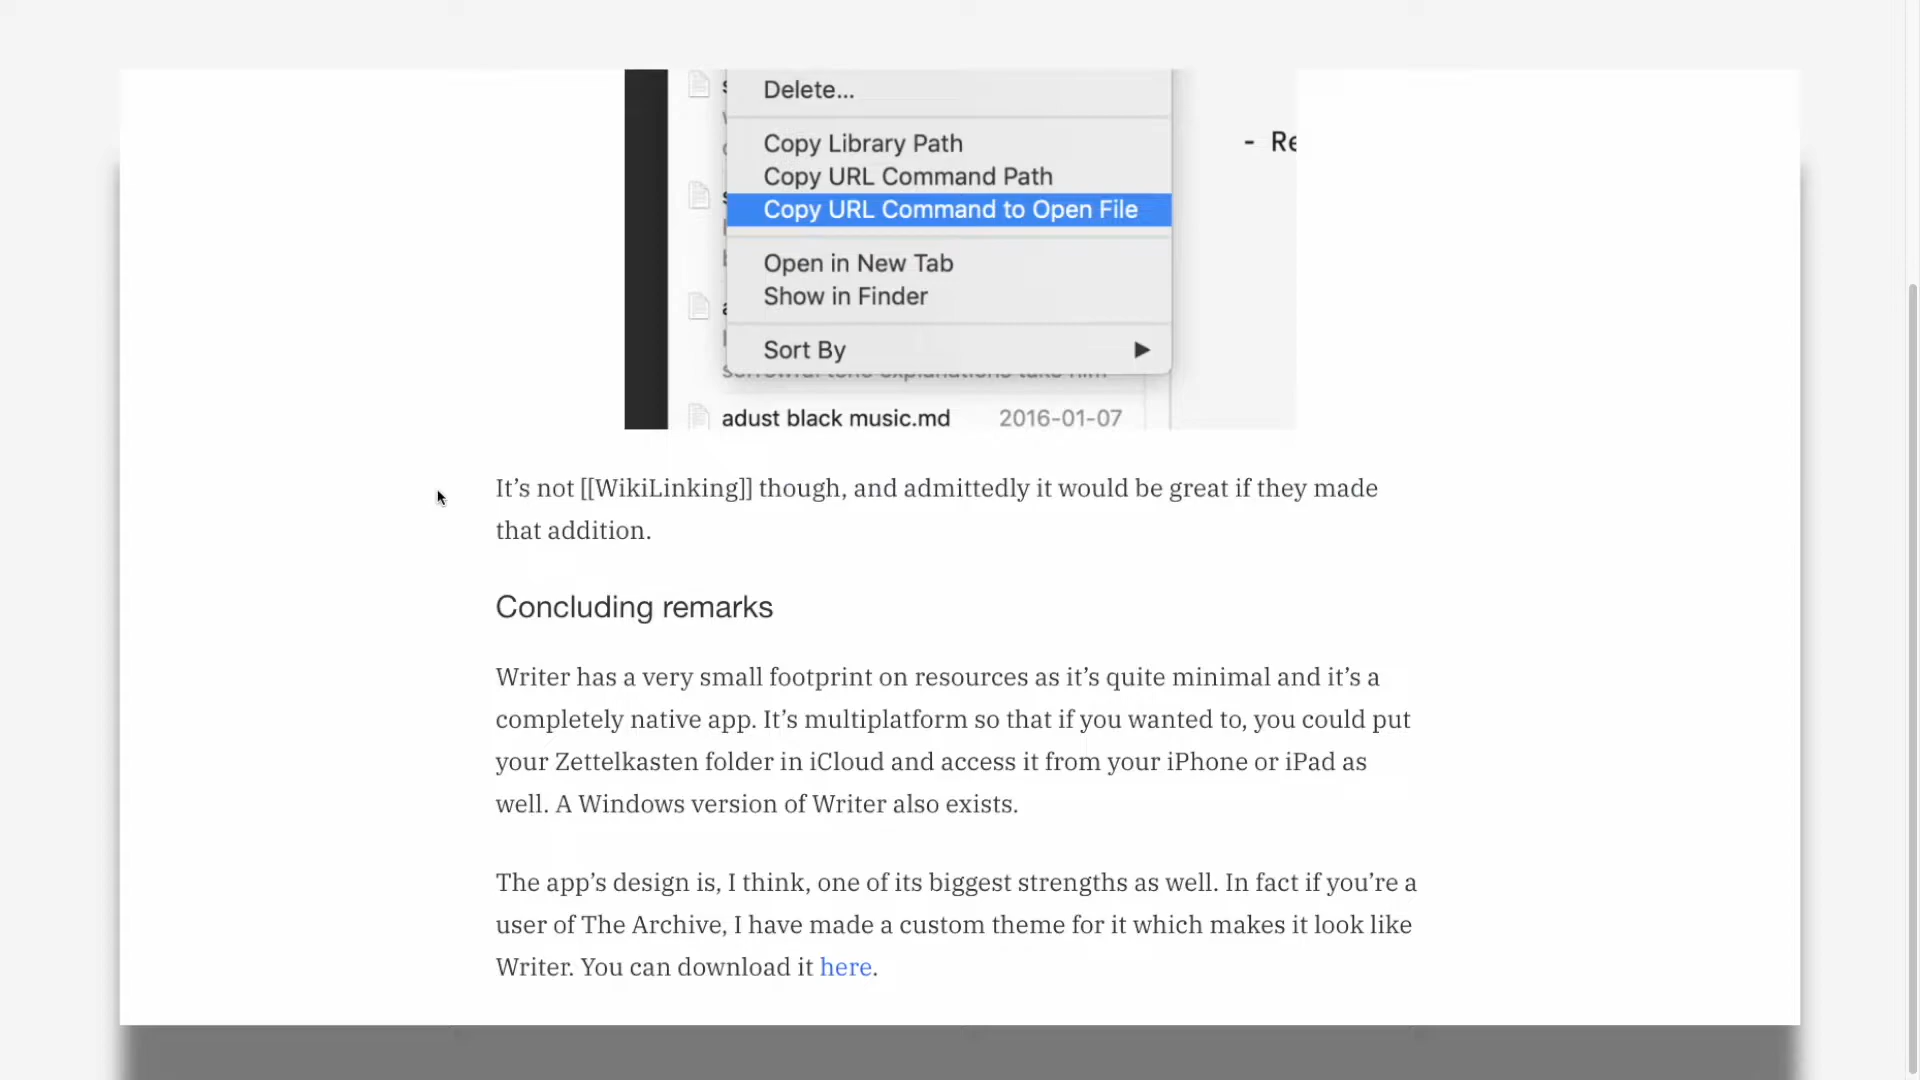 Delete...
Copy Library Path
- Re
Copy URL Command Path
Copy URL Command to Open File
Open in New Tab
Show in Finder
Sort By
adust black music.md 2016-01-07
It’s not [[WikiLinking]] though, and admittedly it would be great if they made
that addition.
Concluding remarks
Writer has a very small footprint on resources as it’s quite minimal and it’s a
completely native app. It’s multiplatform so that if you wanted to, you could put
your Zettelkasten folder in iCloud and access it from your iPhone or iPad as
well. A Windows version of Writer also exists.
The app’s design is, I think, one of its biggest strengths as well. In fact if you’re a
user of The Archive, I have made a custom theme for it which makes it look like
Writer. You can download it here.